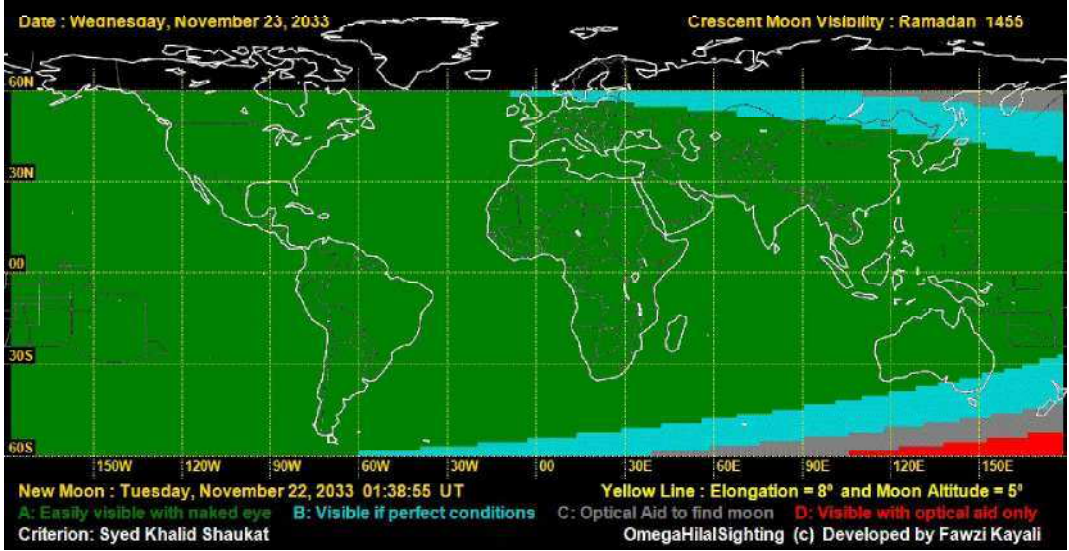 Date : Wednesday, November 23, 2033 Crescent Moon Visibility : Ramadan 1455
60N
30N
00
30S
60S
150W 120W 90W 60W 30W 00 30E 60E 90E 120E 150E
New Moon : Tuesday, November 22, 2033 01:38:55 UT Yellow Line : Elongation = 8° and Moon Altitude = 5°
A: Easily visible with naked eye B: Visible if perfect conditions C: Optical Aid to find moon D: Visible with optical aid only
Criterion: Syed Khalid Shaukat OmegaHilalSighting (c) Developed by Fawzi Kayali